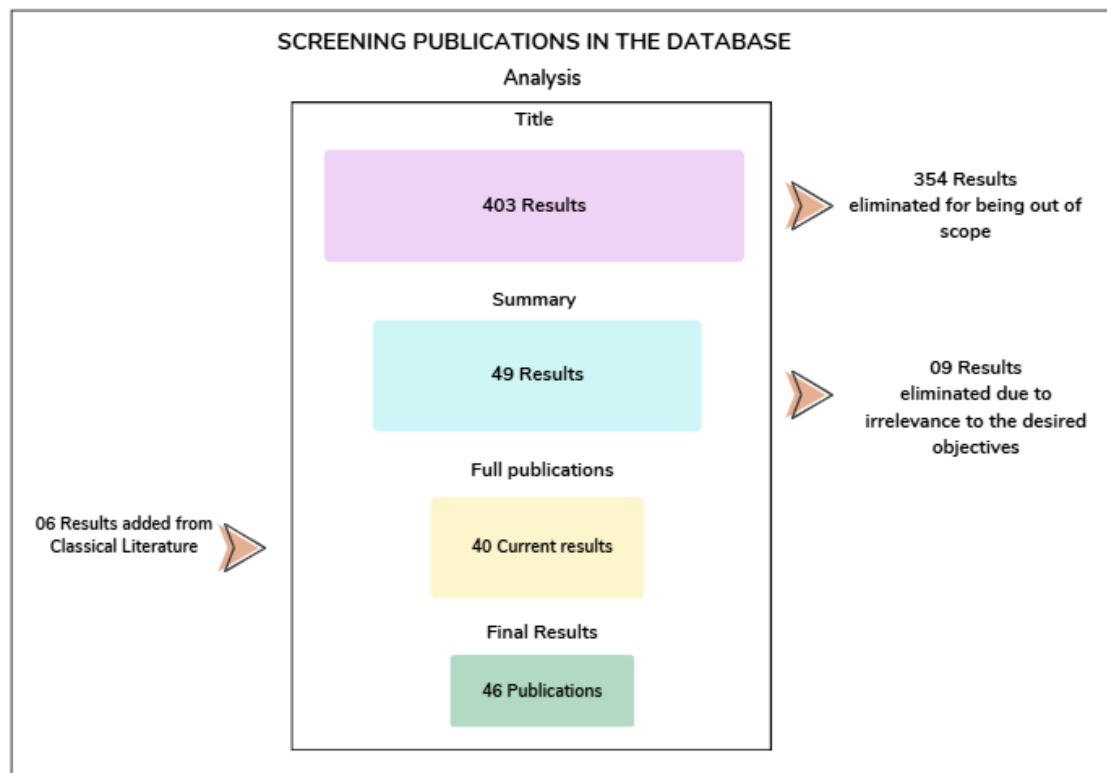 SCREENING PUBLICATIONS IN THE DATABASE
Analysis
Title
403 Results
354 Results
eliminated for being out of
scope
Summary
49 Results
09 Results
eliminated due to
irrelevance to the desired
objectives
Full publications
06 Results added from
Classical Literature
40 Current results
Final Results
46 Publications